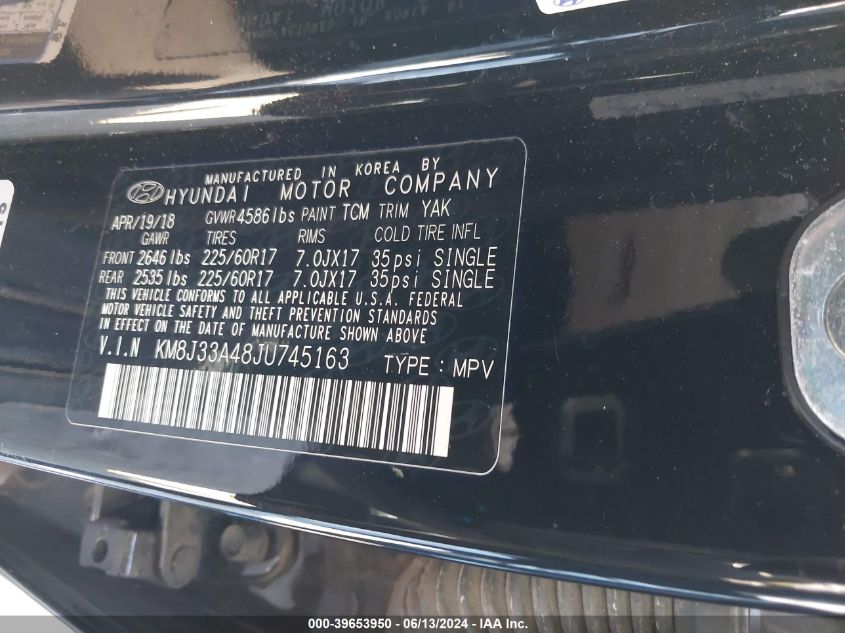 MANUFACTURED IN KOREA BY
HYUNDAI MOTOR COMPANY
APR/19/18 GVWR 4586lbs PAINT TCM TRIM YAK
GAWR TIRES RIMS COLD TIRE INFL
FRONT 2646lbs 225/60R17 7.0JX17 35psi SINGLE
REAR 2535lbs 225/60R17 7.0JX17 35psi SINGLE
THIS VEHICLE CONFORMS TO ALL APPLICABLE U.S.A. FEDERAL
MOTOR VEHICLE SAFETY AND THEFT PREVENTION STANDARDS
IN EFFECT ON THE DATE OF MANUFACTURE SHOWN ABOVE
V.I.N KM8J33A48JU745163 TYPE : MPV
000-39653950 - 06/13/2024 - IAA Inc.